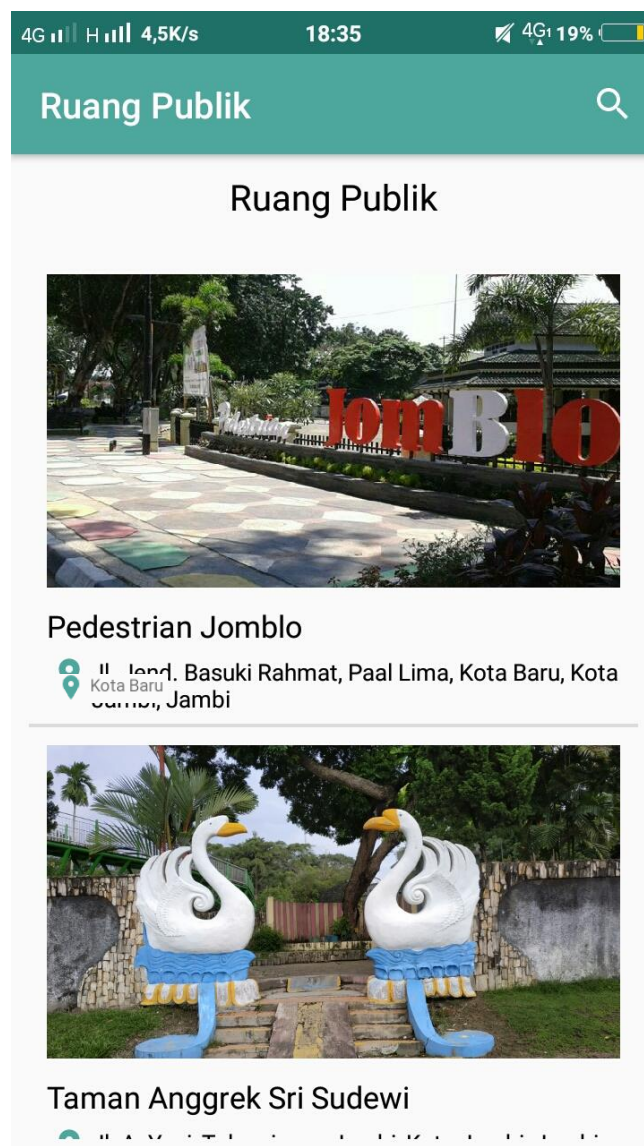 4G H 4,5K/s 18:35 4G1 19%
Ruang Publik
Ruang Publik
JomBlo
Pedestrian Jomblo
Jl. Jend. Basuki Rahmat, Paal Lima, Kota Baru, Kota
Kota Baru
Jambi, Jambi
Taman Anggrek Sri Sudewi